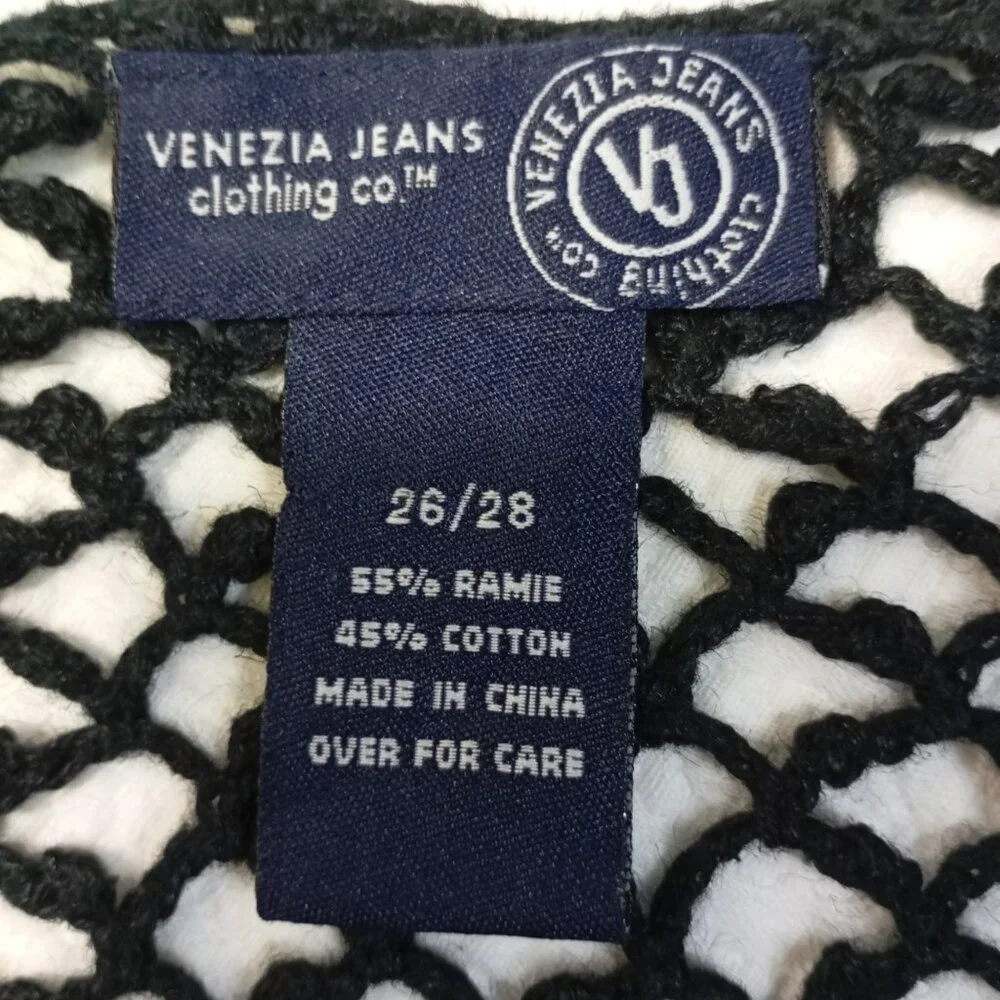 VENEZIA JEANS
clothing co.™
VENEZIA JEANS
clothing co™
VJ
26/28
55% RAMIE
45% COTTON
MADE IN CHINA
OVER FOR CARE